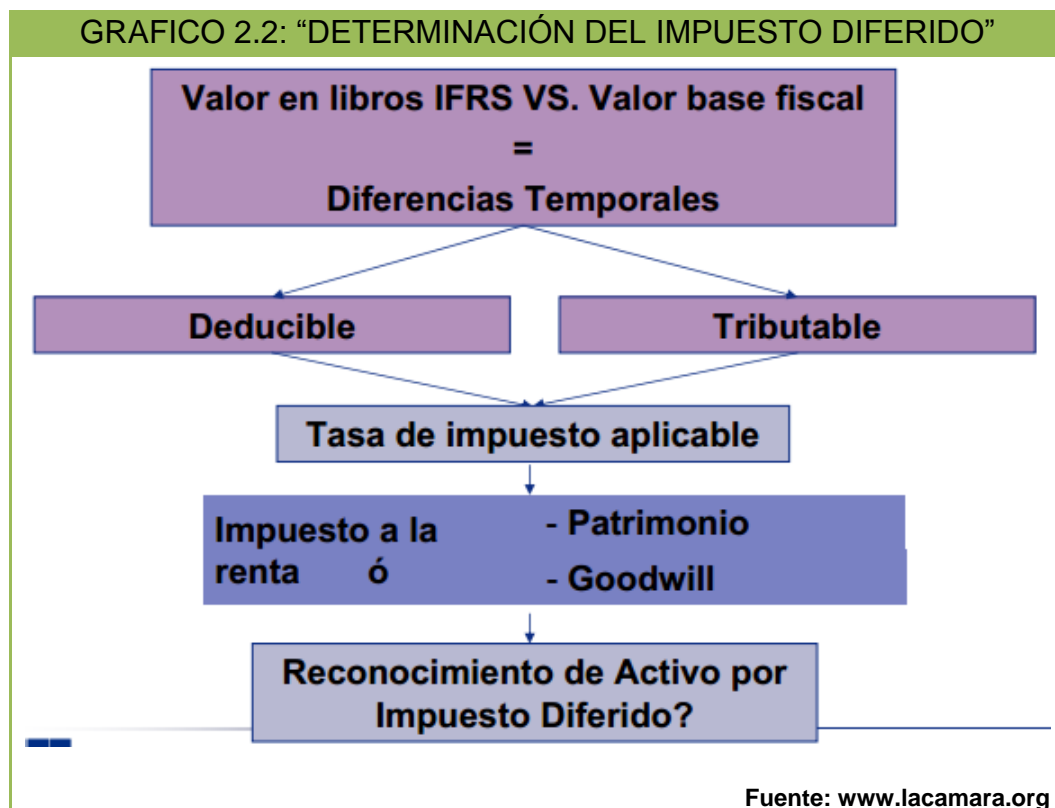 GRAFICO 2.2: “DETERMINACIÓN DEL IMPUESTO DIFERIDO”
Valor en libros IFRS VS. Valor base fiscal
=
Diferencias Temporales
Deducible
Tributable
Tasa de impuesto aplicable
Impuesto a la
renta ó
- Patrimonio
- Goodwill
Reconocimiento de Activo por
Impuesto Diferido?
Fuente: www.lacamara.org